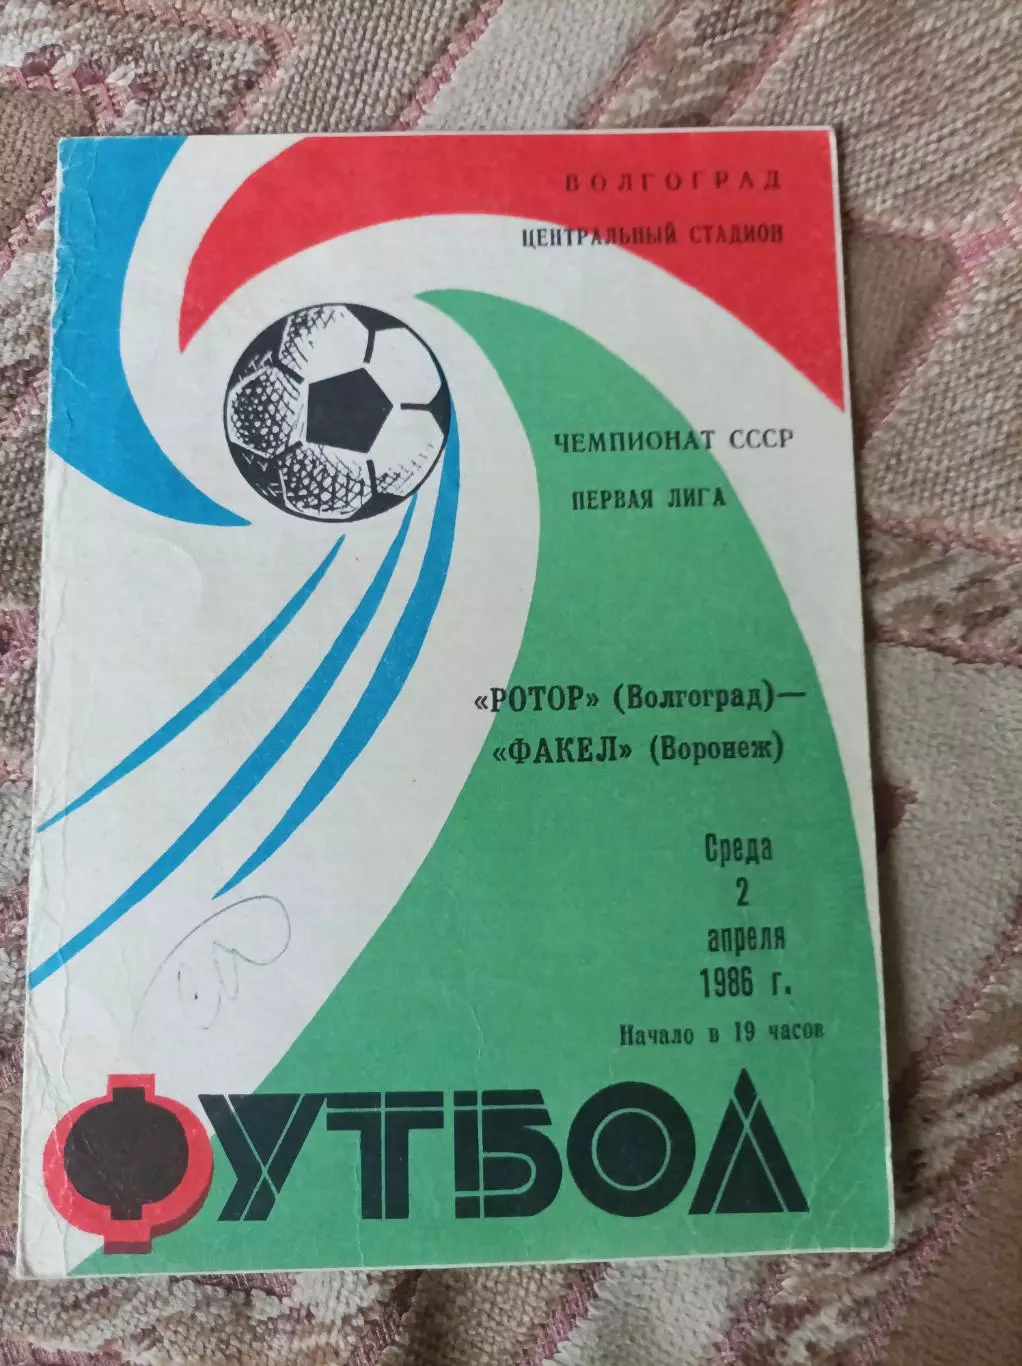 ВОЛГОГРАД
ЦЕНТРАЛЬНЫЙ СТАДИОН
ЧЕМПИОНАТ СССР
ПЕРВАЯ ЛИГА
«РОТОР» (Волгоград)—
«ФАКЕЛ» (Воронеж)
Среда
2
апреля
1986 г.
Начало в 19 часов
ФУТБОЛ